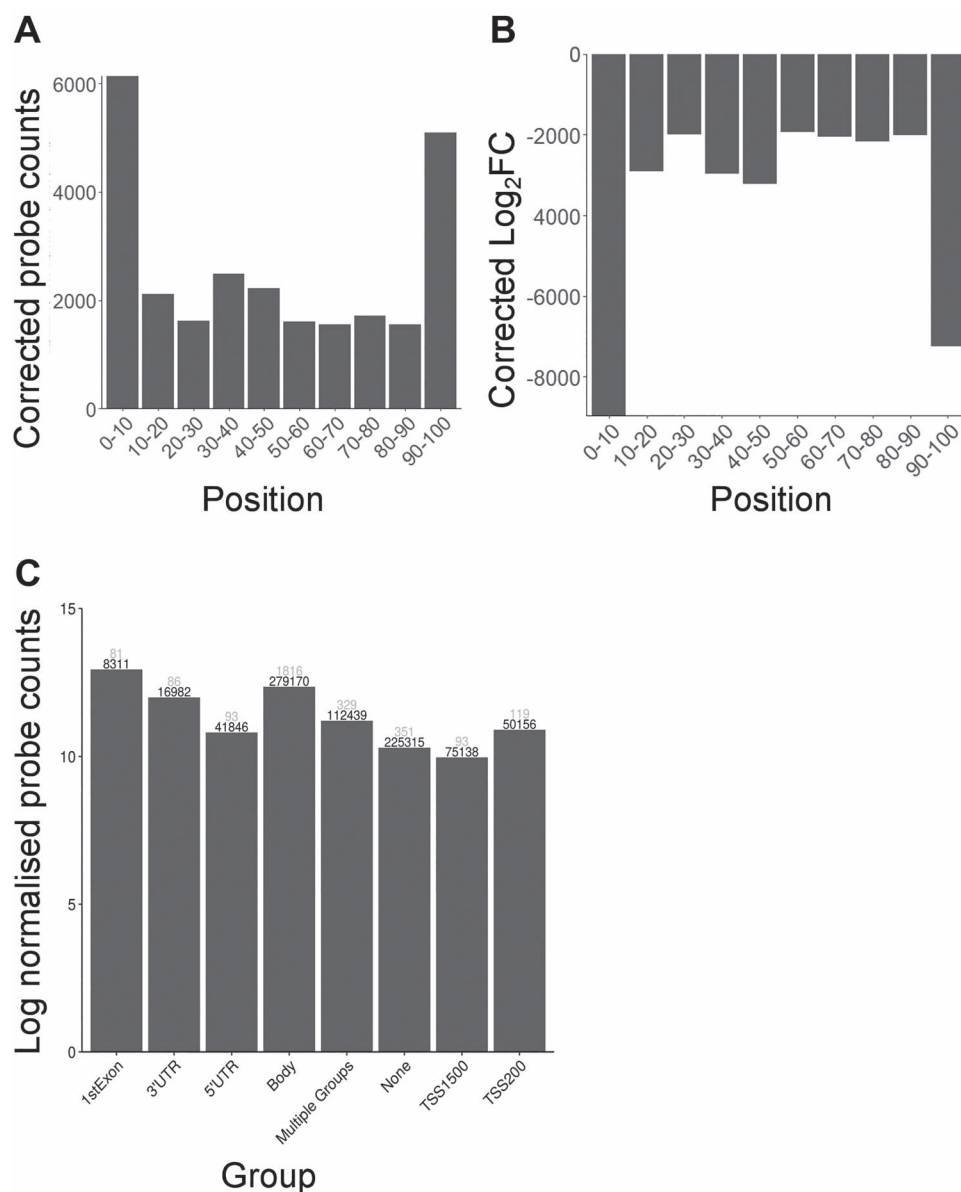 A
Corrected probe counts
6000
4000
2000
0
0-10
10-20
20-30
30-40
40-50
50-60
60-70
70-80
80-90
90-100
Position
B
Corrected Log₂FC
0
-2000
-4000
-6000
-8000
0-10
10-20
20-30
30-40
40-50
50-60
60-70
70-80
80-90
90-100
Position
C
Log normalised probe counts
15
10
5
0
81
8311
86
16982
93
41846
1816
279170
329
112439
351
225315
93
75138
119
50156
1stExon
3'UTR
5'UTR
Body
Multiple Groups
None
TSS1500
TSS200
Group